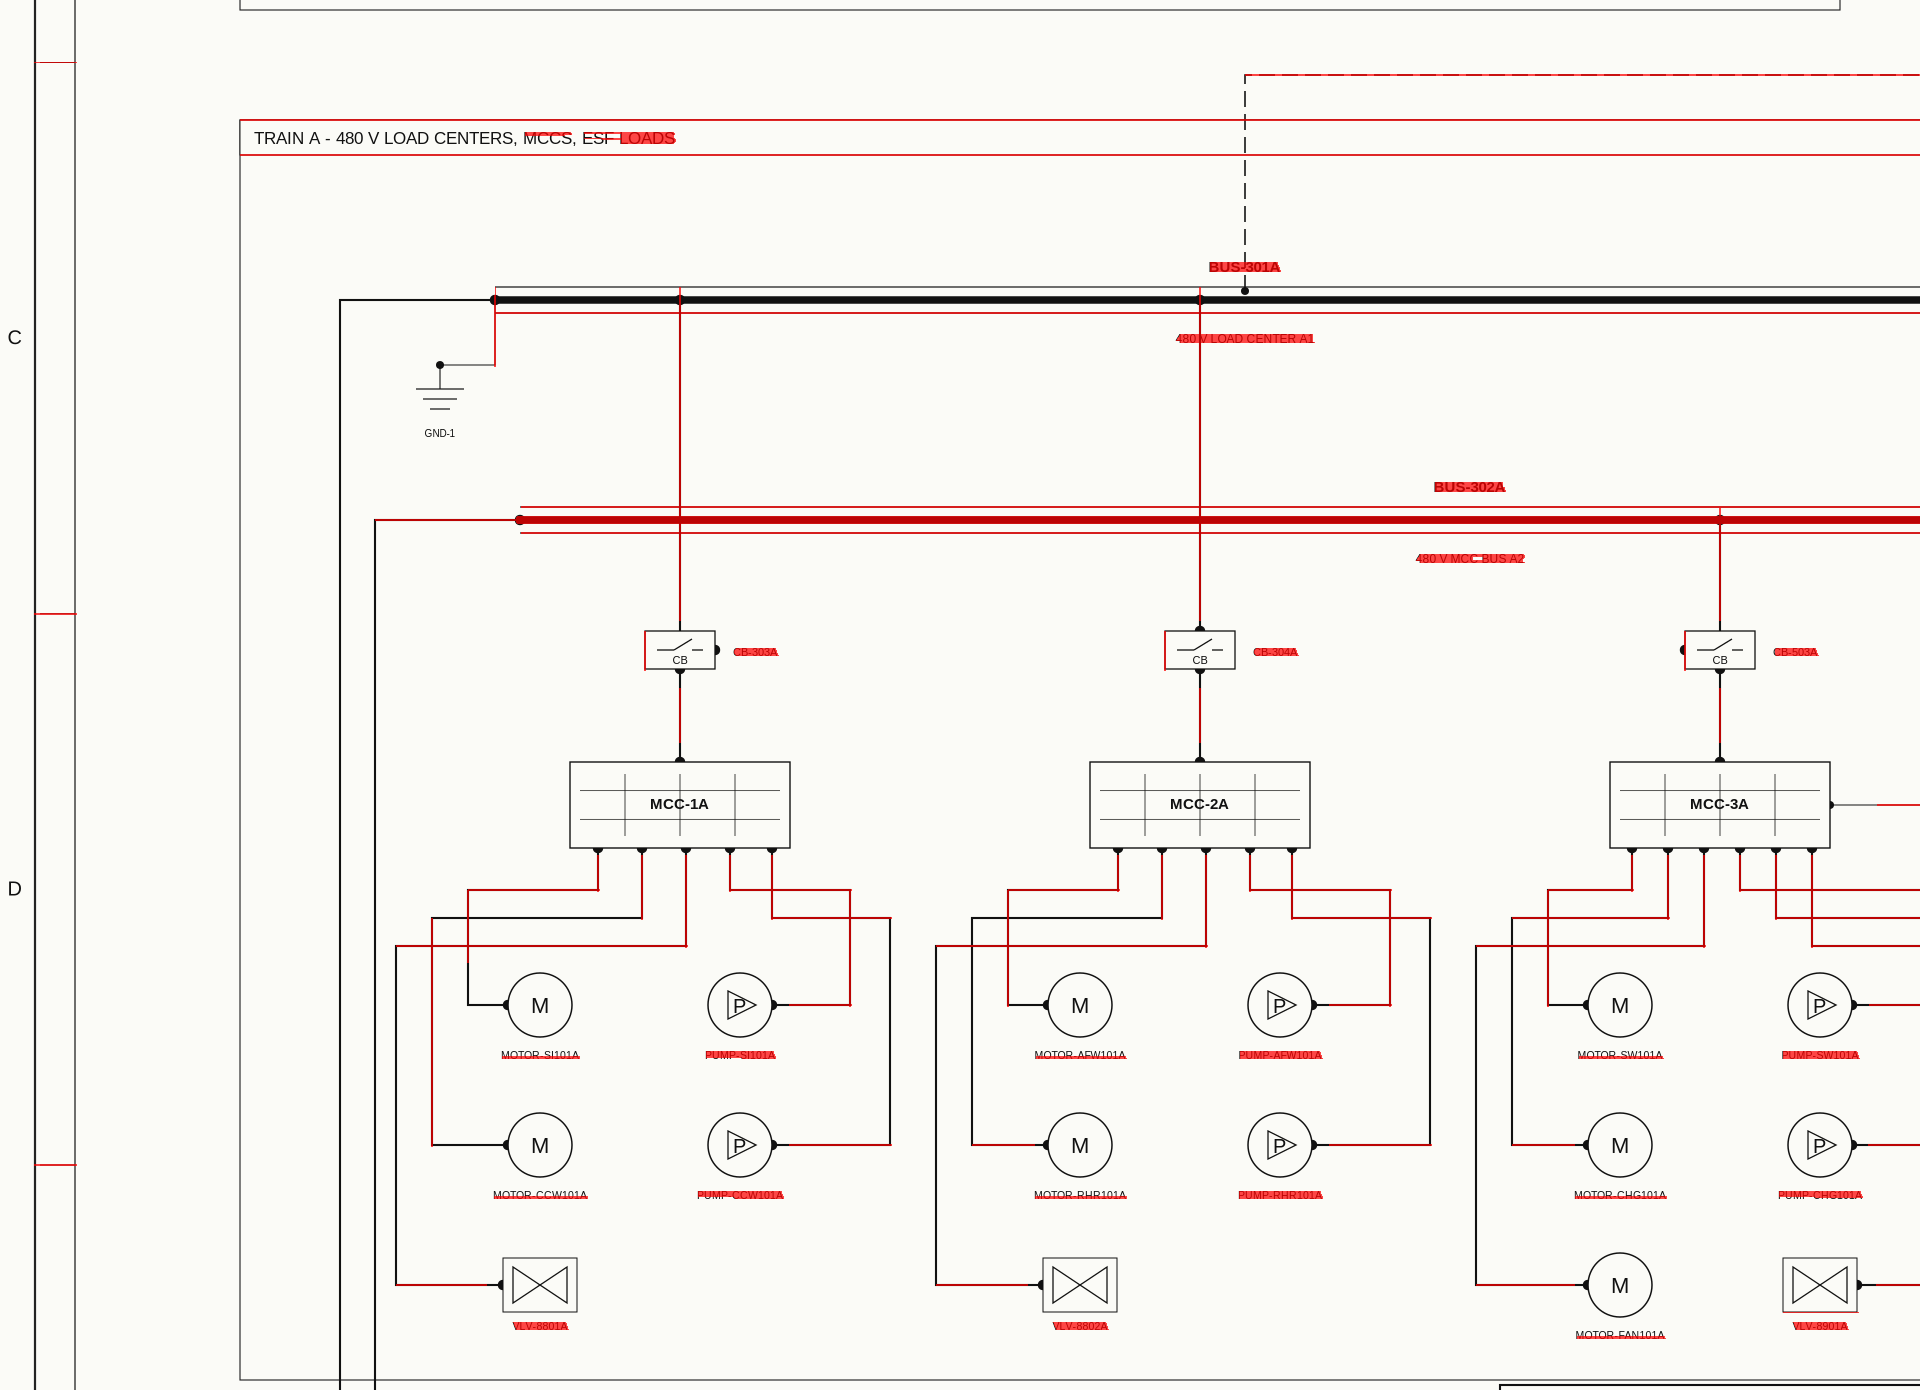 TRAIN A - 480 V LOAD CENTERS, MCCS, ESF LOADS
BUS-301A
C
480 V LOAD CENTER A1
GND-1
BUS-302A
480 V MCC BUS A2
CB
CB-303A
CB
CB-304A
CB
CB-503A
MCC-1A
MCC-2A
MCC-3A
D
M
P
M
P
M
P
MOTOR-SI101A
PUMP-SI101A
MOTOR-AFW101A
PUMP-AFW101A
MOTOR-SW101A
PUMP-SW101A
M
P
M
P
M
P
MOTOR-CCW101A
PUMP-CCW101A
MOTOR-RHR101A
PUMP-RHR101A
MOTOR-CHG101A
PUMP-CHG101A
M
VLV-8801A
VLV-8802A
VLV-8901A
MOTOR-FAN101A